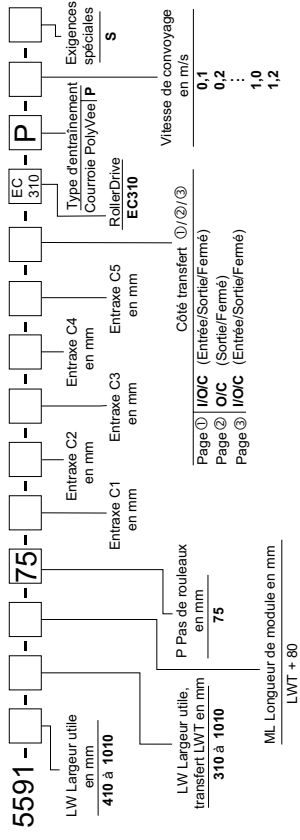 5591 - - - 75 - - - - - - - EC 310 - P - -
LW Largeur utile
en mm
410 à 1010
LW Largeur utile,
transfert LWT en mm
310 à 1010
ML Longueur de module en mm
LWT + 80
P Pas de rouleaux
en mm
75
Entraxe C1
en mm
Entraxe C2
en mm
Entraxe C3
en mm
Entraxe C4
en mm
Entraxe C5
en mm
Côté transfert ①/②/③
Page ① I/O/C (Entrée/Sortie/Fermé)
Page ② O/C (Sortie/Fermé)
Page ③ I/O/C (Entrée/Sortie/Fermé)
RollerDrive
EC310
Type d'entraînement
Courroie PolyVee P
Vitesse de convoyage
en m/s
0,1
0,2
: :
1,0
1,2
Exigences
spéciales
S